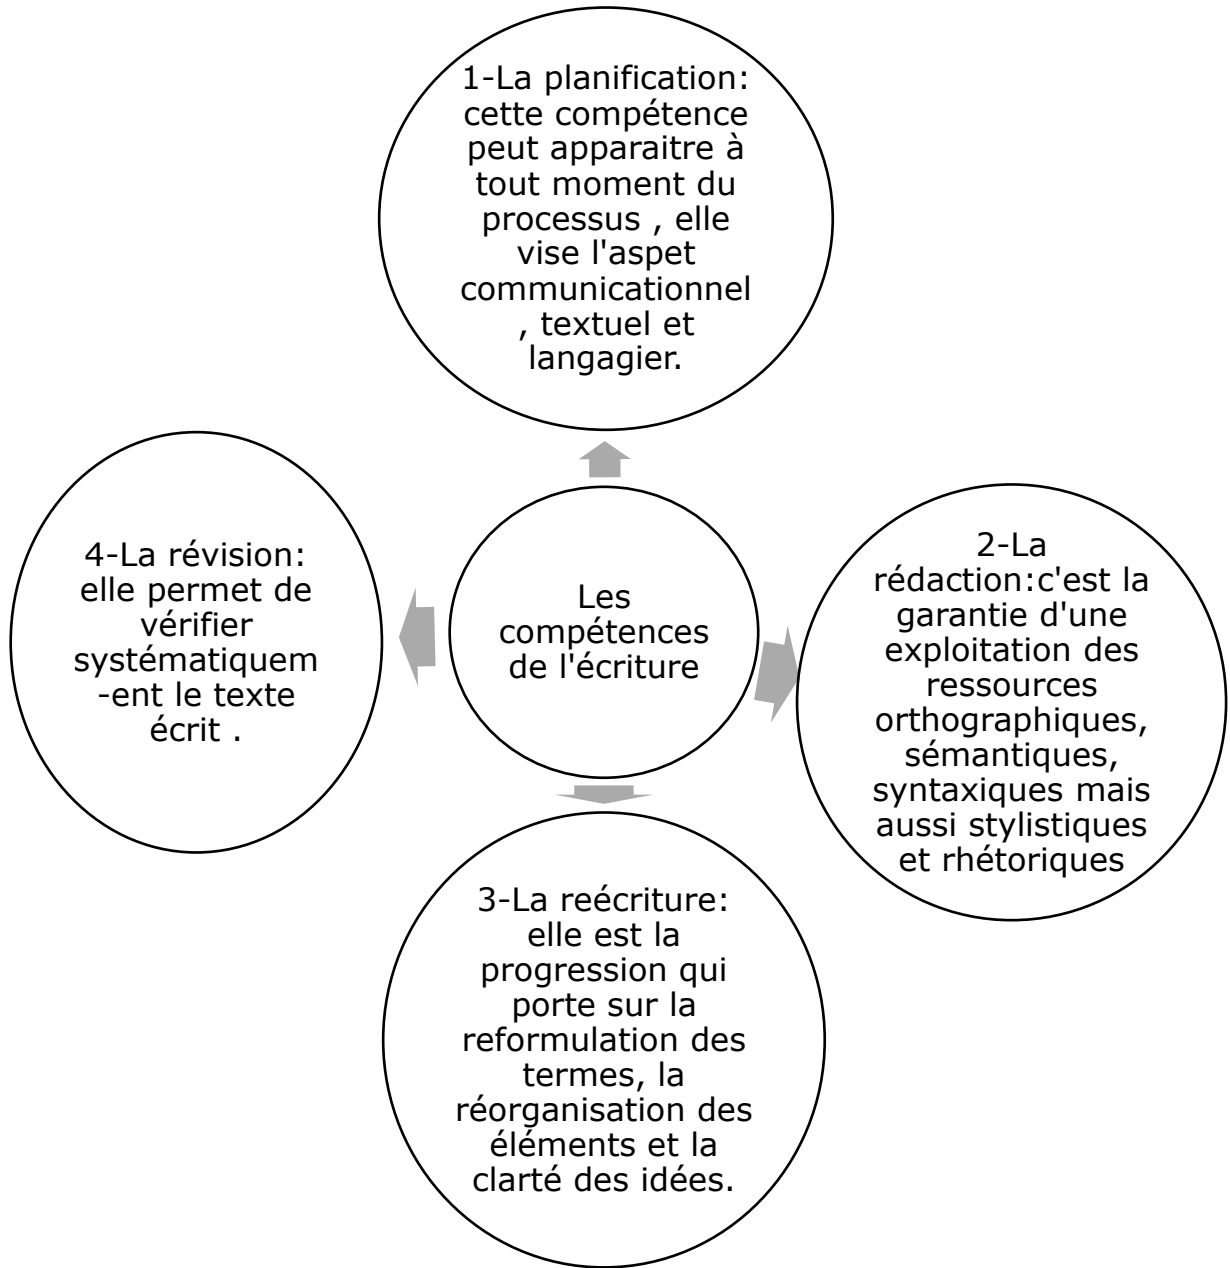 1-La planification:
cette compétence
peut apparaitre à
tout moment du
processus , elle
vise l'aspet
communicationnel
, textuel et
langagier.
Les
compétences
de l'écriture
2-La
rédaction:c'est la
garantie d'une
exploitation des
ressources
orthographiques,
sémantiques,
syntaxiques mais
aussi stylistiques
et rhétoriques
3-La reécriture:
elle est la
progression qui
porte sur la
reformulation des
termes, la
réorganisation des
éléments et la
clarté des idées.
4-La révision:
elle permet de
vérifier
systématiquem
-ent le texte
écrit .